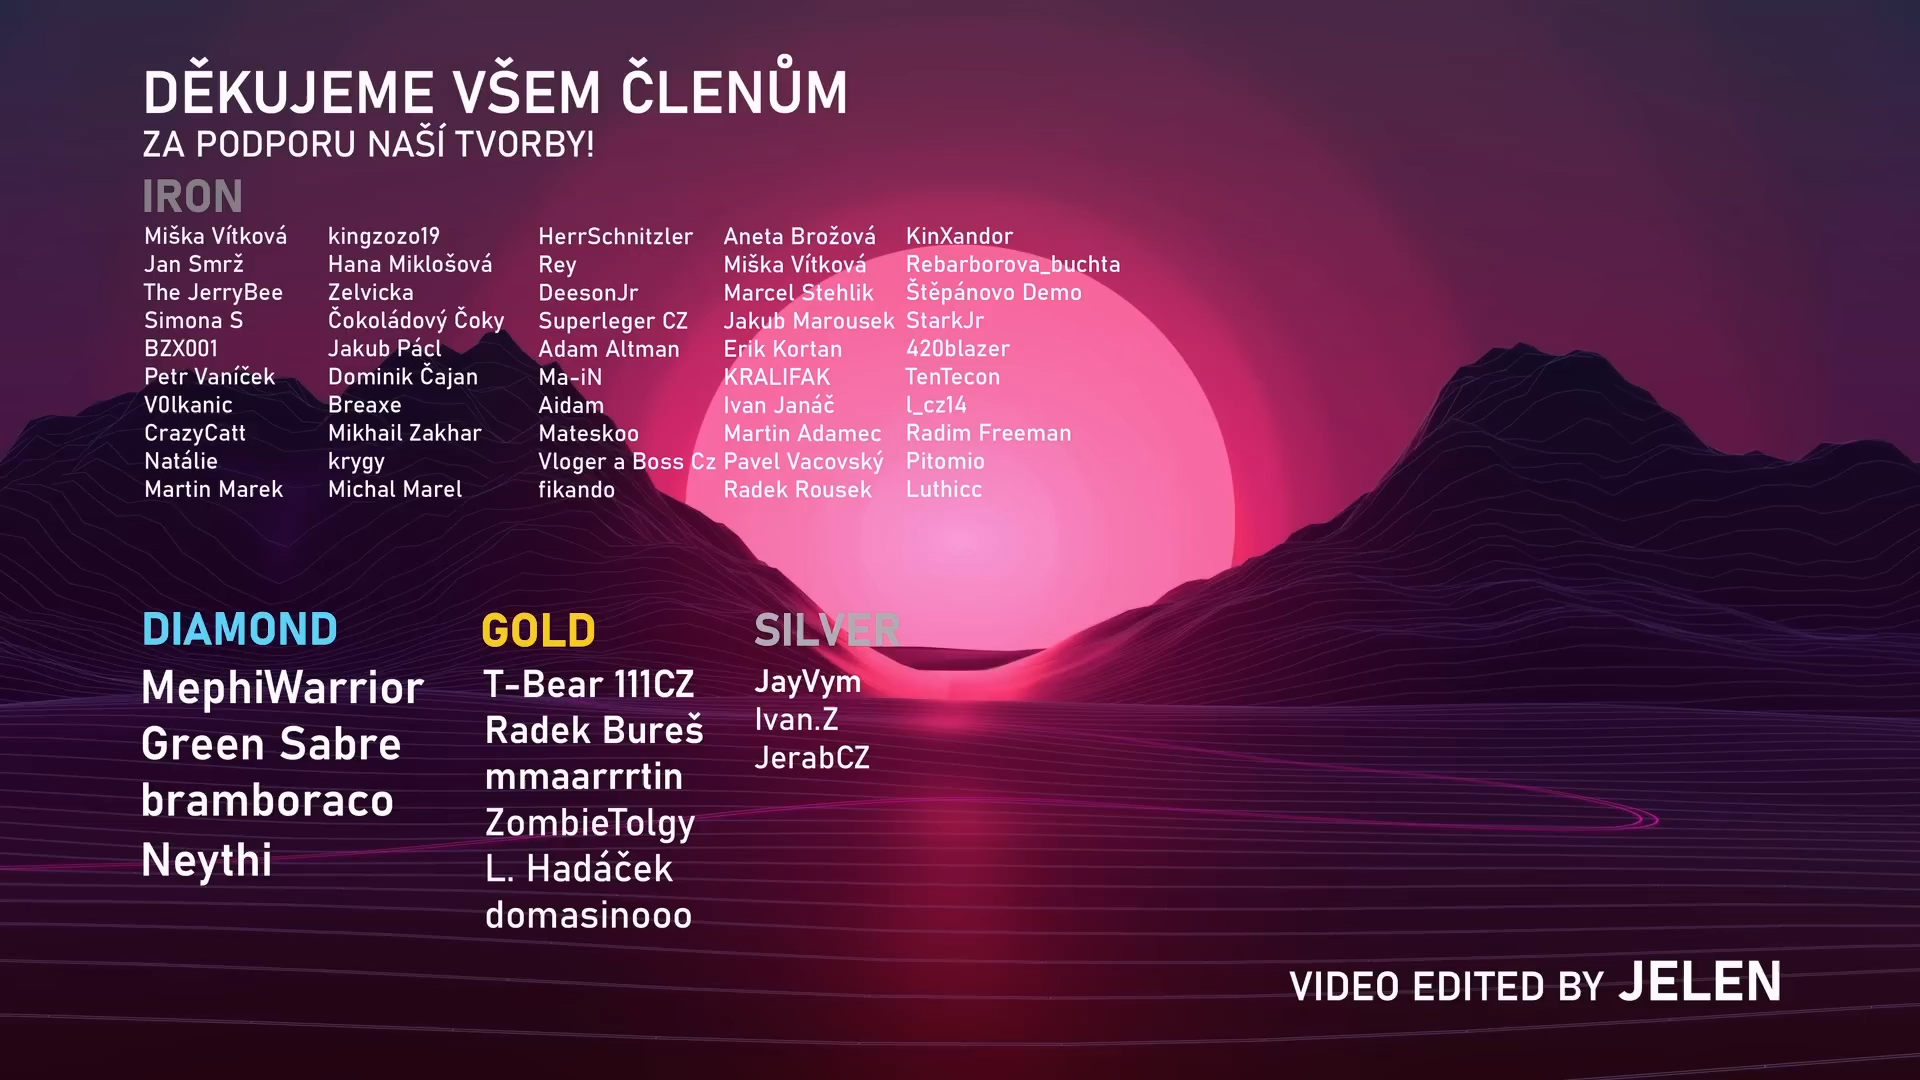 DĚKUJEME VŠEM ČLENŮM
ZA PODPORU NAŠÍ TVORBY!
IRON
Miška Vítková
Jan Smrž
The JerryBee
Simona S
BZX001
Petr Vaníček
V0lkanic
CrazyCatt
Natálie
Martin Marek
kingzozo19
Hana Miklošová
Zelvicka
Čokoládový Čoky
Jakub Pácl
Dominik Čajan
Breaxe
Mikhail Zakhar
krygy
Michal Marel
HerrSchnitzler
Rey
DeesonJr
Superleger CZ
Adam Altman
Ma-iN
Aidam
Mateskoo
Vloger a Boss Cz
fikando
Aneta Brožová
Miška Vítková
Marcel Stehlik
Jakub Marousek
Erik Kortan
KRALIFAK
Ivan Janáč
Martin Adamec
Pavel Vacovský
Radek Rousek
KinXandor
Rebarborova_buchta
Štěpánovo Demo
StarkJr
420blazer
TenTecon
l_cz14
Radim Freeman
Pitomio
Luthicc
DIAMOND
MephiWarrior
Green Sabre
bramboraco
Neythi
GOLD
T-Bear 111CZ
Radek Bureš
mmaarrrtin
ZombieTolgy
L. Hadáček
domasinooo
SILVER
JayVym
Ivan.Z
JerabCZ
VIDEO EDITED BY JELEN